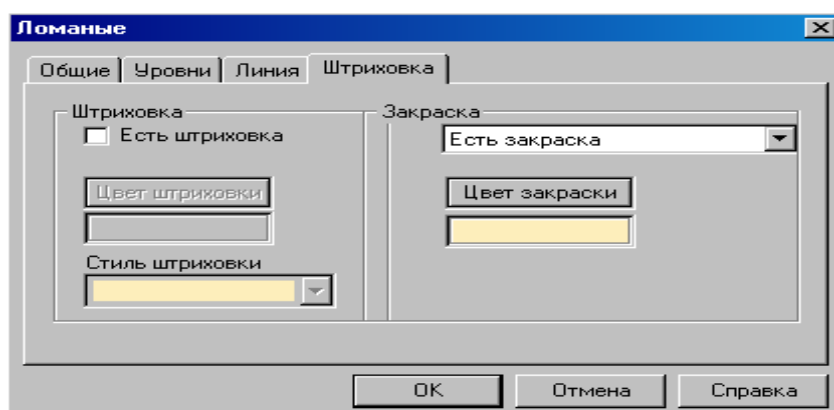 Ломаные
Общие Уровни Линия Штриховка
Штриховка
Есть штриховка
Цвет штриховки
Стиль штриховки
Закраска
Есть закраска
Цвет закраски
OK Отмена Справка